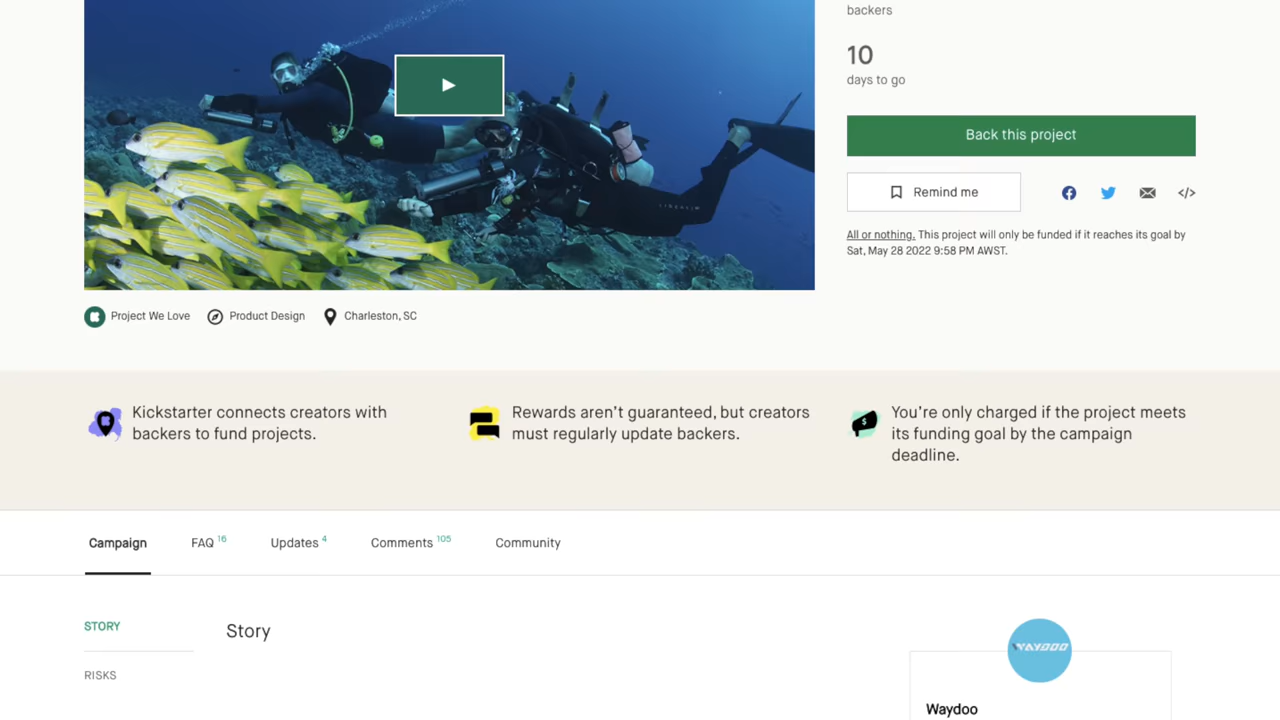 backers
10
days to go
Back this project
Remind me
</>
All or nothing. This project will only be funded if it reaches its goal by
Sat, May 28 2022 9:58 PM AWST.
Project We Love
Product Design
Charleston, SC
Kickstarter connects creators with
backers to fund projects.
Rewards aren't guaranteed, but creators
must regularly update backers.
$
You're only charged if the project meets
its funding goal by the campaign
deadline.
Campaign
FAQ 16
Updates 4
Comments 105
Community
STORY
RISKS
Story
WAYDOO
Waydoo